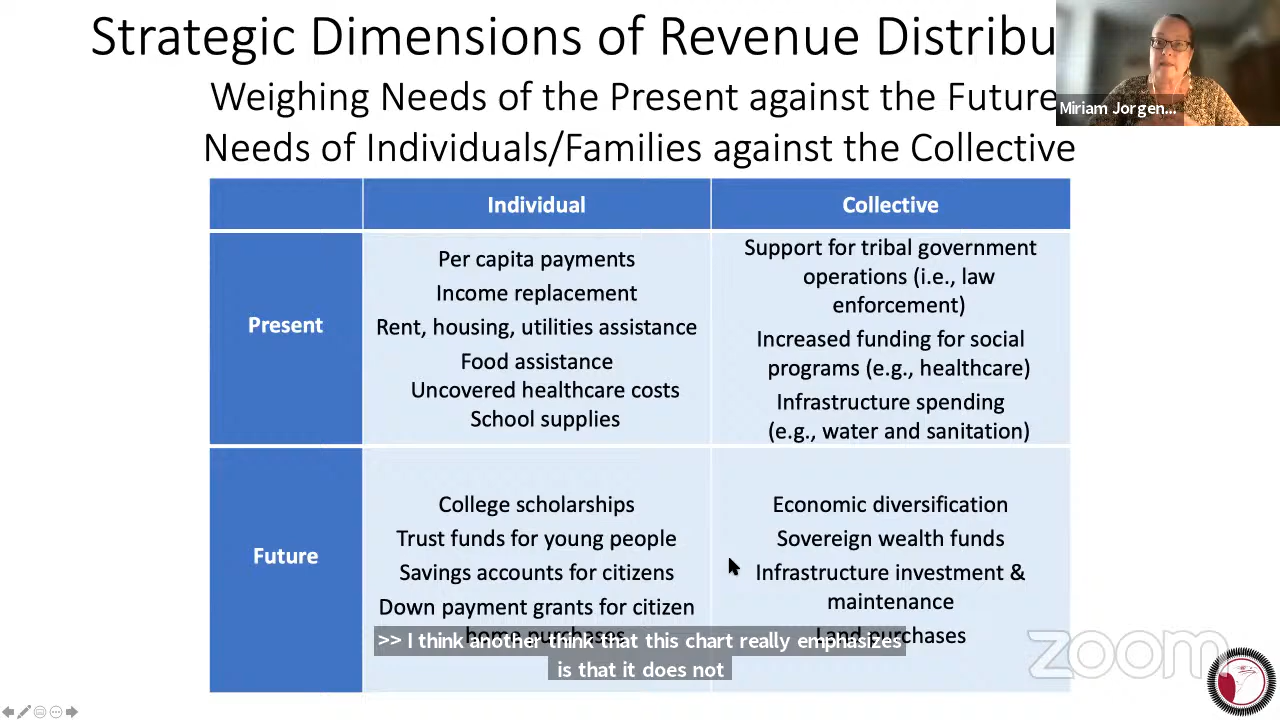 Strategic Dimensions of Revenue Distribu
Weighing Needs of the Present against the Future
Needs of Individuals/Families against the Collective
Miriam Jorgen...
Individual
Collective
Present
Per capita payments
Income replacement
Rent, housing, utilities assistance
Food assistance
Uncovered healthcare costs
School supplies
Support for tribal government
operations (i.e., law
enforcement)
Increased funding for social
programs (e.g., healthcare)
Infrastructure spending
(e.g., water and sanitation)
Future
College scholarships
Trust funds for young people
Savings accounts for citizens
Down payment grants for citizen
home purchases
Economic diversification
Sovereign wealth funds
Infrastructure investment &
maintenance
Land purchases
>> I think another think that this chart really emphasizes
is that it does not
zoom